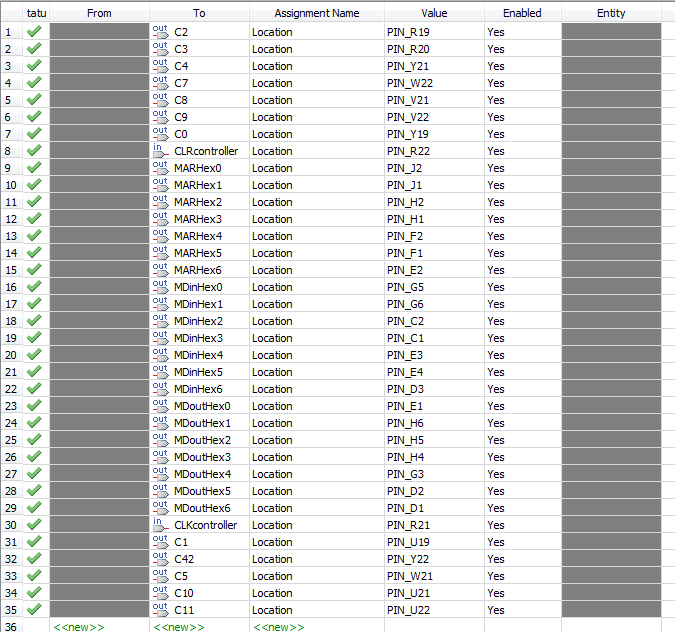 tatu From To Assignment Name Value Enabled Entity
1 out C2 Location PIN_R19 Yes
2 out C3 Location PIN_R20 Yes
3 out C4 Location PIN_Y21 Yes
4 out C7 Location PIN_W22 Yes
5 out C8 Location PIN_V21 Yes
6 out C9 Location PIN_V22 Yes
7 out C0 Location PIN_Y19 Yes
8 in CLRcontroller Location PIN_R22 Yes
9 out MARHex0 Location PIN_J2 Yes
10 out MARHex1 Location PIN_J1 Yes
11 out MARHex2 Location PIN_H2 Yes
12 out MARHex3 Location PIN_H1 Yes
13 out MARHex4 Location PIN_F2 Yes
14 out MARHex5 Location PIN_F1 Yes
15 out MARHex6 Location PIN_E2 Yes
16 out MDinHex0 Location PIN_G5 Yes
17 out MDinHex1 Location PIN_G6 Yes
18 out MDinHex2 Location PIN_C2 Yes
19 out MDinHex3 Location PIN_C1 Yes
20 out MDinHex4 Location PIN_E3 Yes
21 out MDinHex5 Location PIN_E4 Yes
22 out MDinHex6 Location PIN_D3 Yes
23 out MDoutHex0 Location PIN_E1 Yes
24 out MDoutHex1 Location PIN_H6 Yes
25 out MDoutHex2 Location PIN_H5 Yes
26 out MDoutHex3 Location PIN_H4 Yes
27 out MDoutHex4 Location PIN_G3 Yes
28 out MDoutHex5 Location PIN_D2 Yes
29 out MDoutHex6 Location PIN_D1 Yes
30 in CLKcontroller Location PIN_R21 Yes
31 out C1 Location PIN_U19 Yes
32 out C42 Location PIN_Y22 Yes
33 out C5 Location PIN_W21 Yes
34 out C10 Location PIN_U21 Yes
35 out C11 Location PIN_U22 Yes
36 <<new>> <<new>> <<new>>